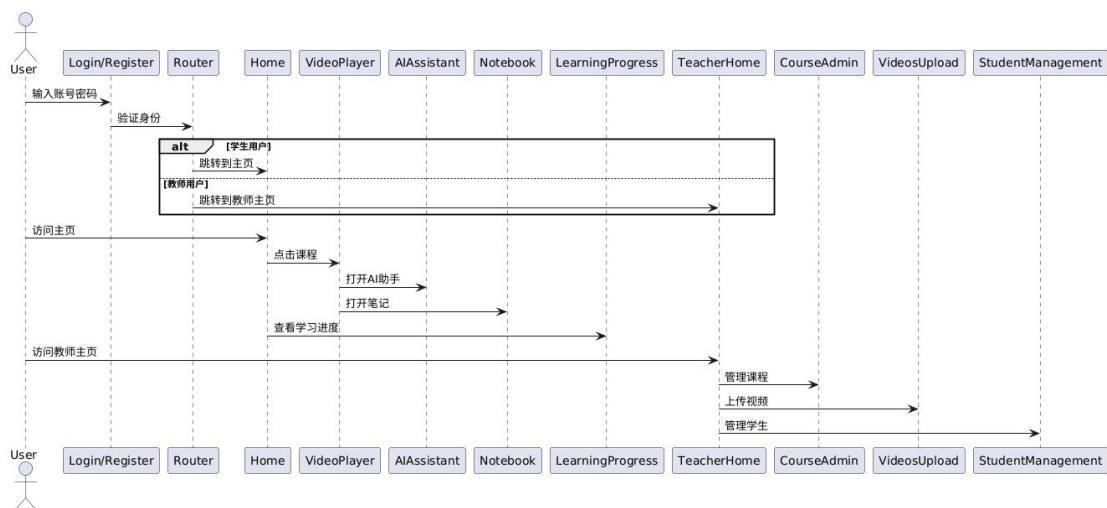 User
Login/Register
Router
Home
VideoPlayer
AIAssistant
Notebook
LearningProgress
TeacherHome
CourseAdmin
VideosUpload
StudentManagement
输入账号密码
验证身份
alt [学生用户]
跳转到主页
[教师用户]
跳转到教师主页
访问主页
点击课程
打开AI助手
打开笔记
查看学习进度
访问教师主页
管理课程
上传视频
管理学生
User
Login/Register
Router
Home
VideoPlayer
AIAssistant
Notebook
LearningProgress
TeacherHome
CourseAdmin
VideosUpload
StudentManagement